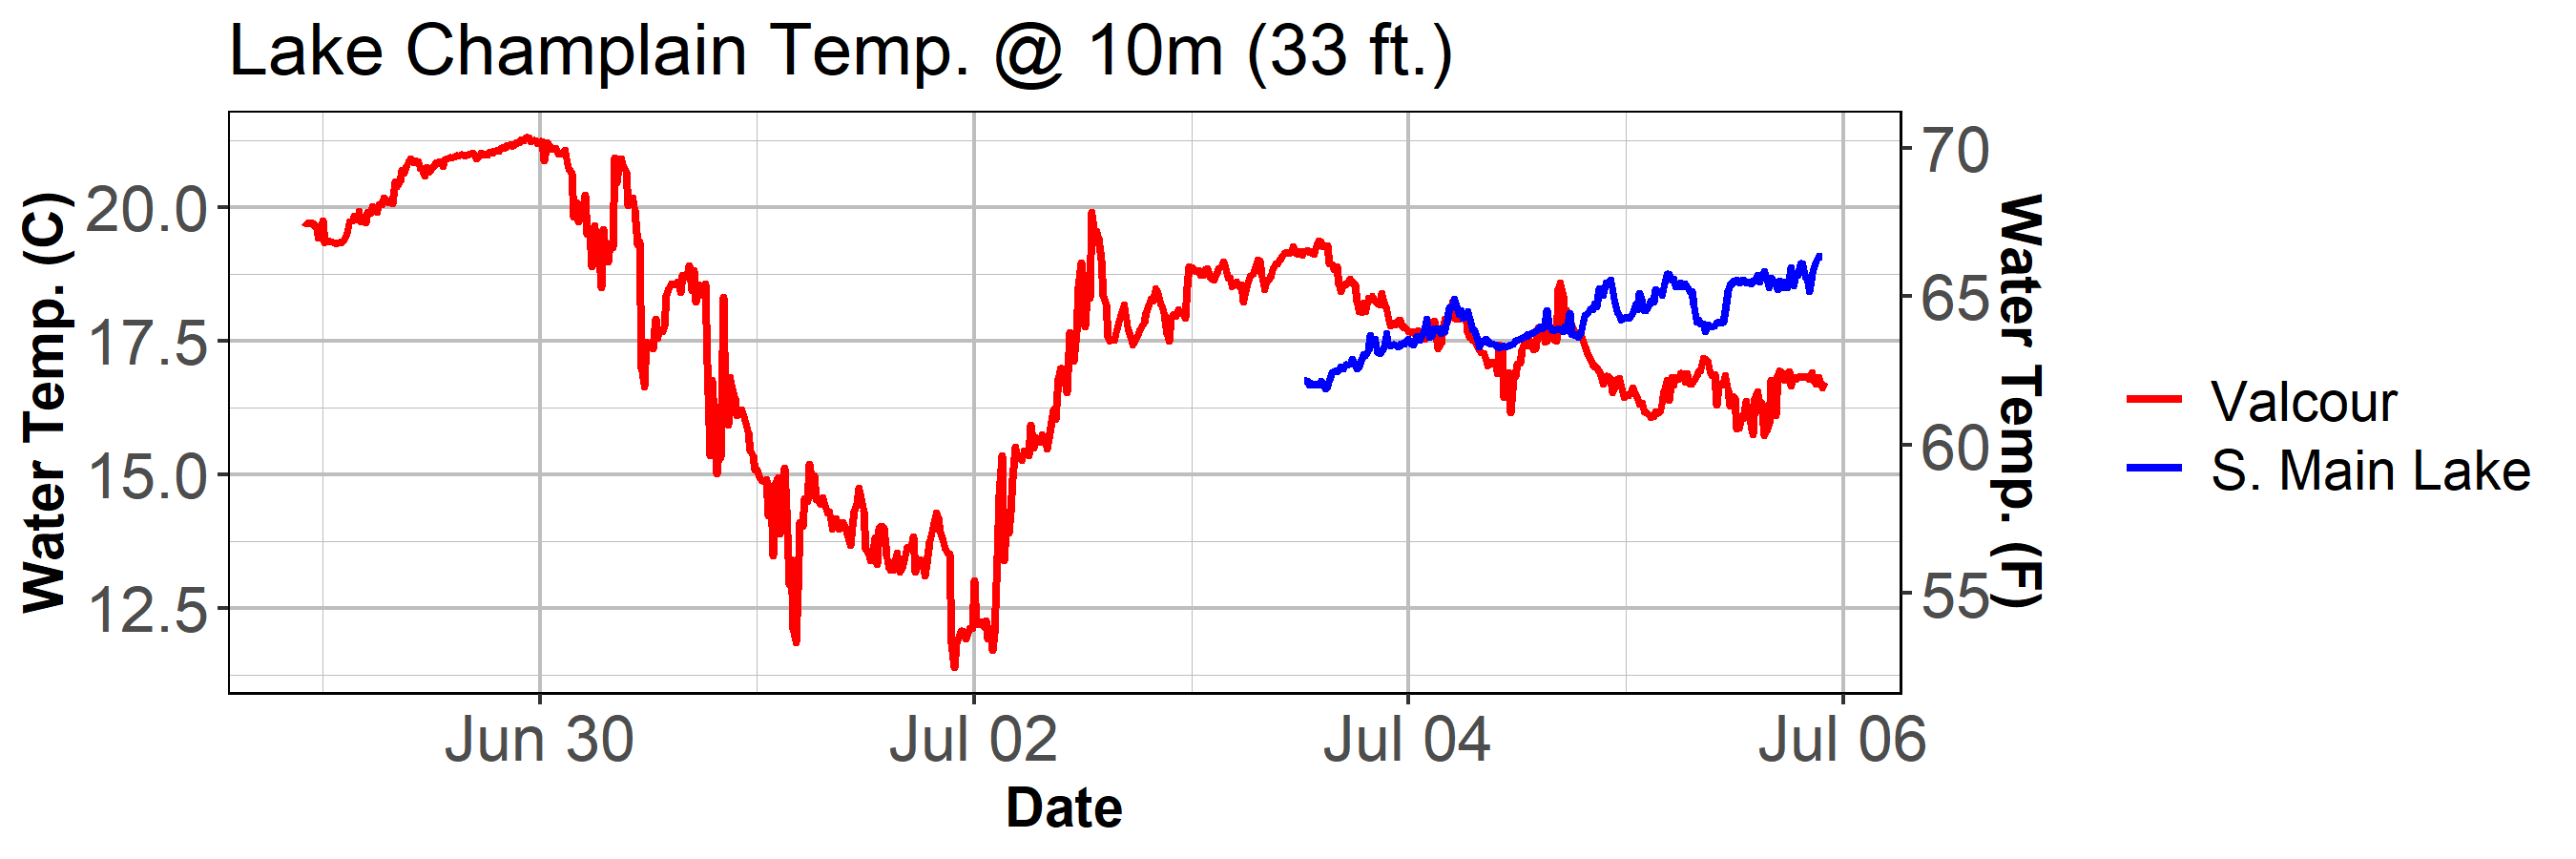 Lake Champlain Temp. @ 10m (33 ft.)
Water Temp. (C)
20.0
17.5
15.0
12.5
70
65
60
55
Water Temp. (F)
Jun 30
Jul 02
Jul 04
Jul 06
Date
Valcour
S. Main Lake